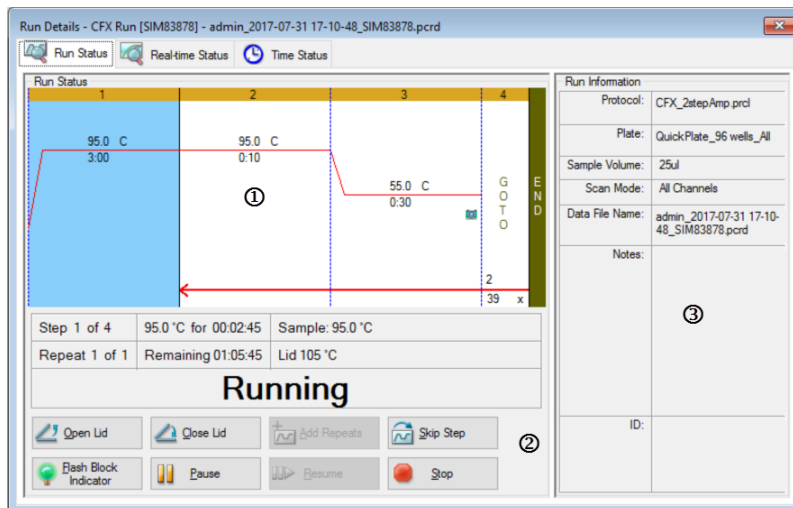 Run Details - CFX Run [SIM83878] - admin_2017-07-31 17-10-48_SIM83878.pcrd
Run Status Real-time Status Time Status
Run Status
1 2 3 4
95.0 C
3:00
95.0 C
0:10
55.0 C
0:30
GOTO
END
①
2
39 x
Step 1 of 4 95.0 °C for 00:02:45 Sample: 95.0 °C
Repeat 1 of 1 Remaining 01:05:45 Lid 105 °C
Running
Open Lid Close Lid Add Repeats Skip Step
②
Flash Block
Indicator
Pause Resume Stop
Run Information
Protocol: CFX_2stepAmp.prcl
Plate: QuickPlate_96 wells_All
Sample Volume: 25ul
Scan Mode: All Channels
Data File Name: admin_2017-07-31 17-10-
48_SIM83878.pcrd
Notes:
③
ID: